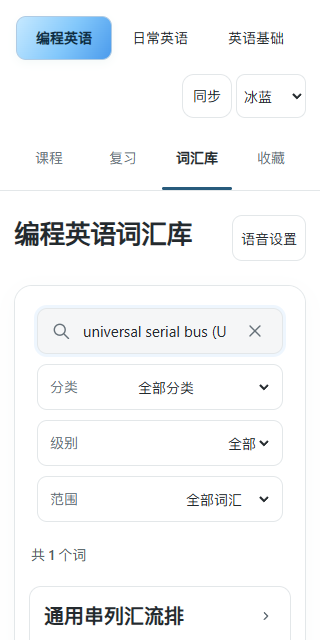 编程英语 日常英语 英语基础
同步 冰蓝
课程 复习 词汇库 收藏
编程英语词汇库 语音设置
universal serial bus (U
分类 全部分类
级别 全部
范围 全部词汇
共 1 个词
通用串列汇流排